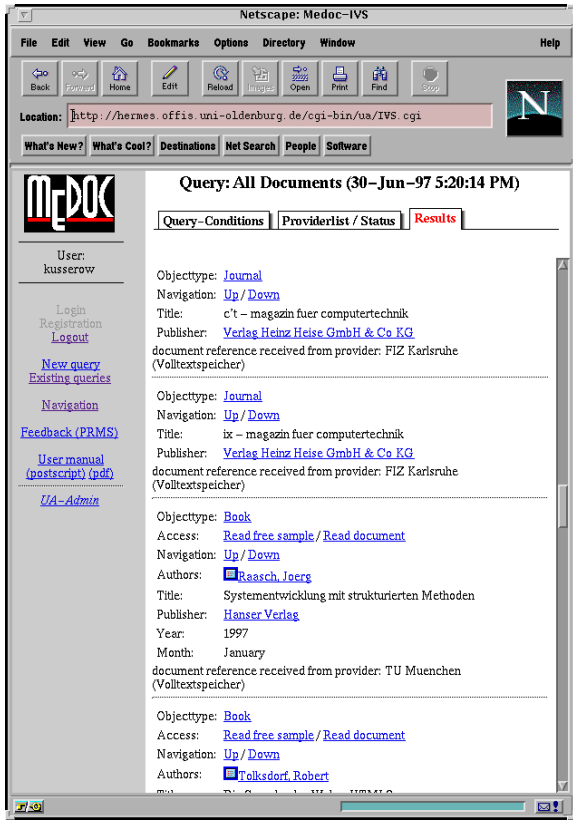 Netscape: Medoc-IVS
File Edit View Go Bookmarks Options Directory Window Help
Back Forward Home Edit Reload Images Open Print Find Stop
N
Location: http://hermes.offis.uni-oldenburg.de/cgi-bin/ua/IVS.cgi
What's New? What's Cool? Destinations Net Search People Software
MeDOC
User:
kusserow
Login
Registration
Logout
New query
Existing queries
Navigation
Feedback (PRMS)
User manual
(postscript) (pdf)
UA-Admin
Query: All Documents (30-Jun-97 5:20:14 PM)
Query-Conditions Providerlist / Status Results
Objecttype: Journal
Navigation: Up / Down
Title: c't – magazin fuer computertechnik
Publisher: Verlag Heinz Heise GmbH & Co KG
document reference received from provider: FIZ Karlsruhe
(Volltextspeicher)
Objecttype: Journal
Navigation: Up / Down
Title: ix – magazin fuer computertechnik
Publisher: Verlag Heinz Heise GmbH & Co KG
document reference received from provider: FIZ Karlsruhe
(Volltextspeicher)
Objecttype: Book
Access: Read free sample / Read document
Navigation: Up / Down
Authors: Raasch, Joerg
Title: Systementwicklung mit strukturierten Methoden
Publisher: Hanser Verlag
Year: 1997
Month: January
document reference received from provider: TU Muenchen
(Volltextspeicher)
Objecttype: Book
Access: Read free sample / Read document
Navigation: Up / Down
Authors: Tolksdorf, Robert